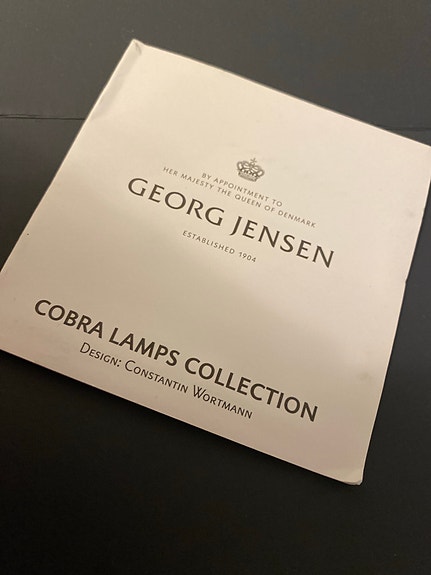 BY APPOINTMENT TO
HER MAJESTY THE QUEEN OF DENMARK
GEORG JENSEN
ESTABLISHED 1904
COBRA LAMPS COLLECTION
DESIGN: CONSTANTIN WORTMANN